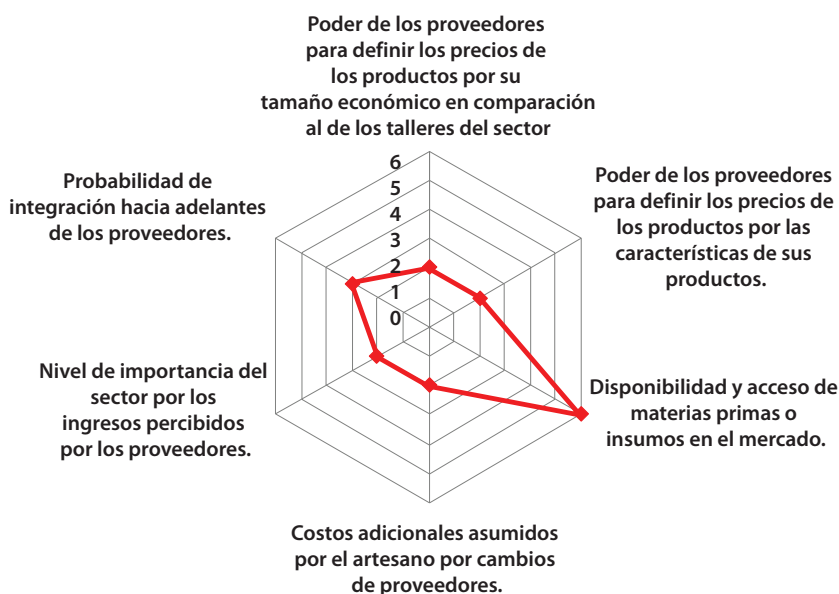 Poder de los proveedores
para definir los precios de
los productos por su
tamaño económico en comparación
al de los talleres del sector
Poder de los proveedores
para definir los precios de
los productos por las
características de sus
productos.
Disponibilidad y acceso de
materias primas o
insumos en el mercado.
Costos adicionales asumidos
por el artesano por cambios
de proveedores.
Nivel de importancia del
sector por los
ingresos percibidos
por los proveedores.
Probabilidad de
integración hacia adelantes
de los proveedores.
6
5
4
3
2
1
0